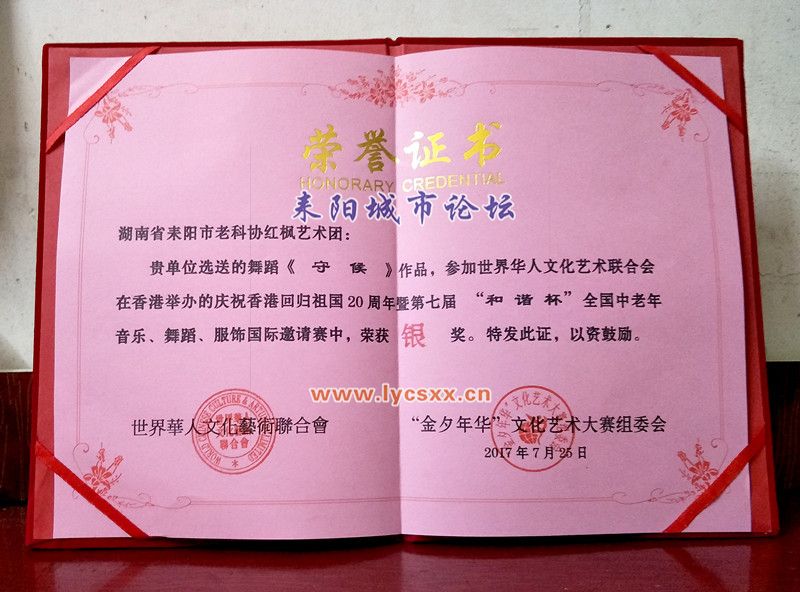 荣誉证书
HONORARY CREDENTIAL
耒阳城市论坛
湖南省耒阳市老科协红枫艺术团：
贵单位选送的舞蹈《 守 侯 》作品，参加世界华人文化艺术联合会
在香港举办的庆祝香港回归祖国20周年暨第七届 “和谐杯”全国中老年
音乐、舞蹈、服饰国际邀请赛中，荣获 银 奖。特发此证，以资鼓励。
www.lycsxx.cn
世界華人文化藝術聯合會
“金夕年华”文化艺术大赛组委会
2017年7月25日